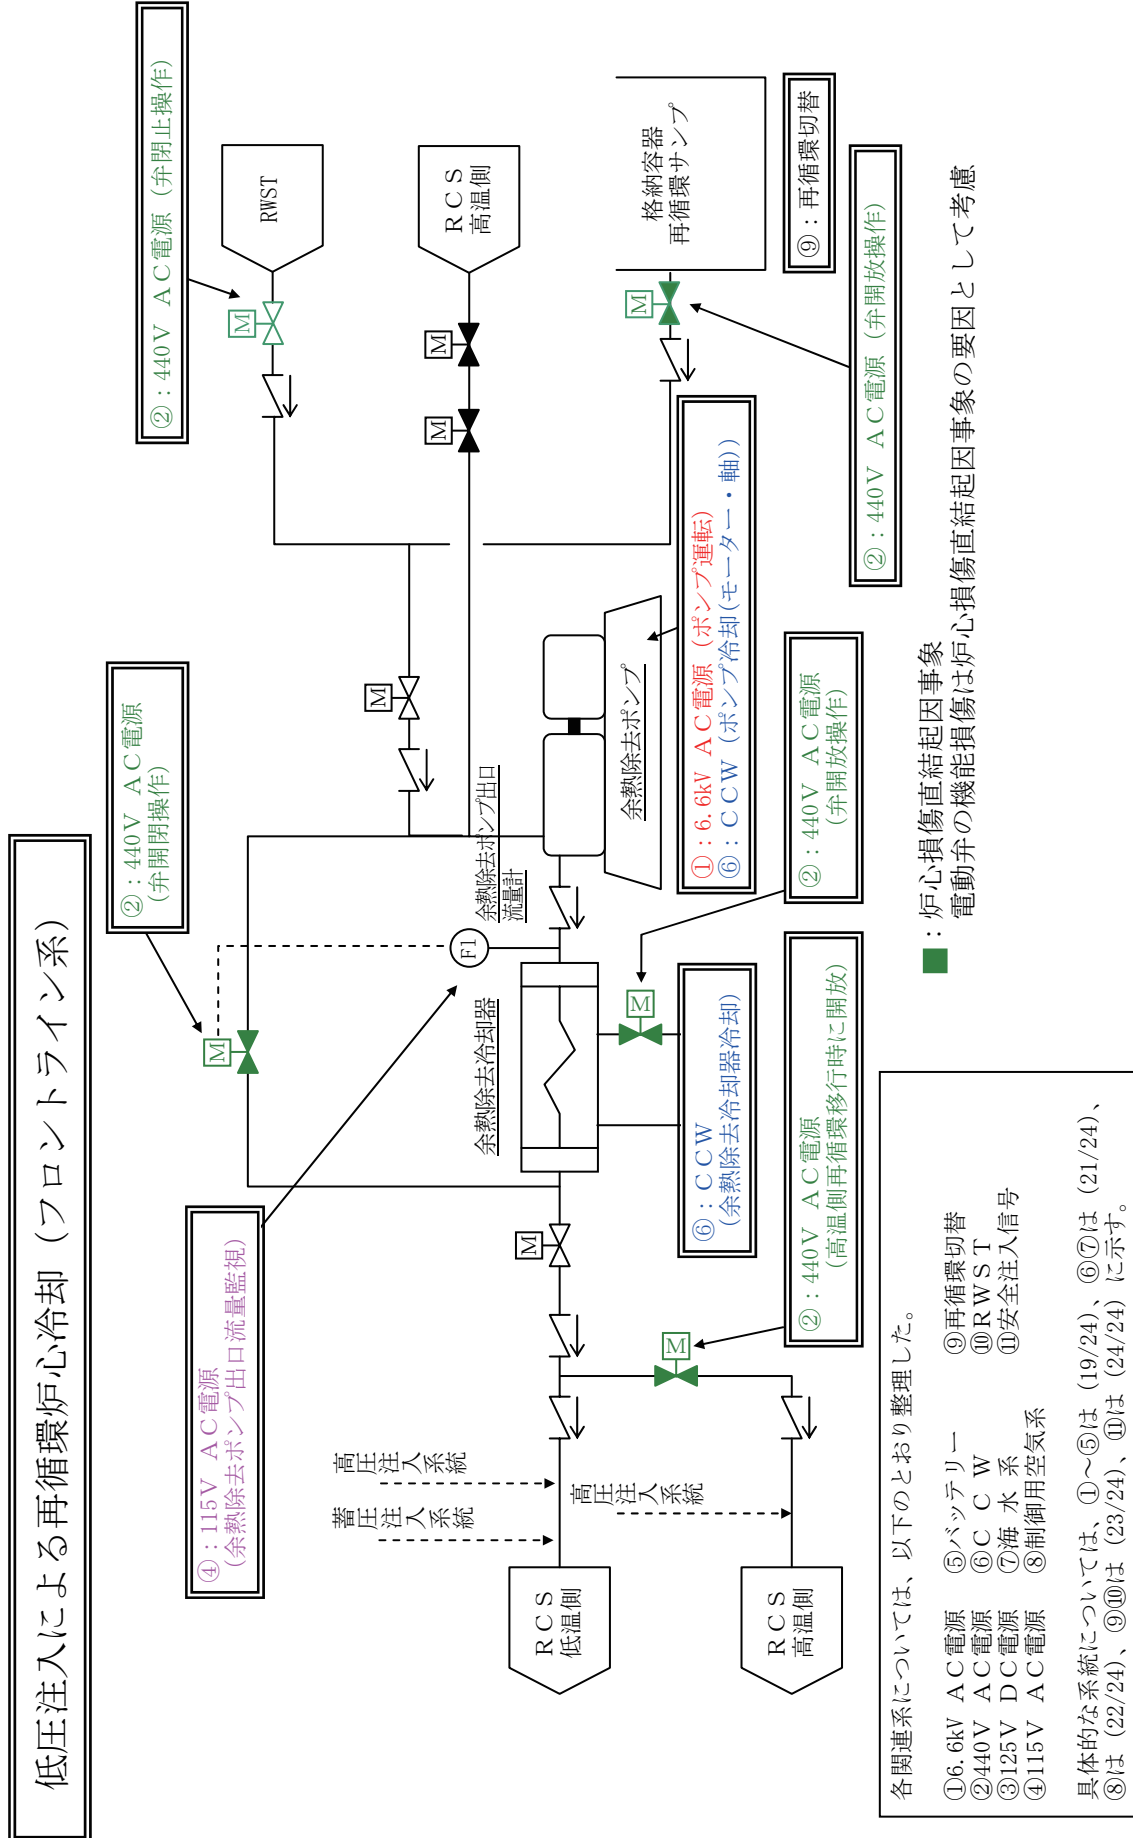 低圧注入による再循環炉心冷却（フロントライン系）
②：440V AC電源（弁閉止操作）
②：440V AC電源
（弁開閉操作）
④：115V AC電源
（余熱除去ポンプ出口流量監視）
M
RWST
M
M
M
RCS
高温側
M
格納容器
再循環サンプ
⑨：再循環切替
②：440V AC電源（弁開放操作）
M
余熱除去ポンプ出口
流量計
F1
余熱除去ポンプ
①：6.6kV AC電源（ポンプ運転）
⑥：CCW（ポンプ冷却(モーター・軸)）
余熱除去冷却器
M
②：440V AC電源
（弁開放操作）
⑥：CCW
（余熱除去冷却器冷却）
M
M
②：440V AC電源
（高温側再循環移行時に開放）
高圧注入系統
蓄圧注入系統
高圧注入系統
RCS
低温側
RCS
高温側
■：炉心損傷直結起因事象
電動弁の機能損傷は炉心損傷直結起因事象の要因として考慮
各関連系については、以下のとおり整理した。
①6.6kV AC電源 ⑤バッテリー ⑨再循環切替
②440V AC電源 ⑥ＣＣＷ ⑩ＲＷＳＴ
③125V DC電源 ⑦海水系 ⑪安全注入信号
④115V AC電源 ⑧制御用空気系
具体的な系統については、①～⑤は (19/24)、⑥⑦は (21/24)、
⑧は (22/24)、⑨⑩は (23/24)、⑪は (24/24) に示す。